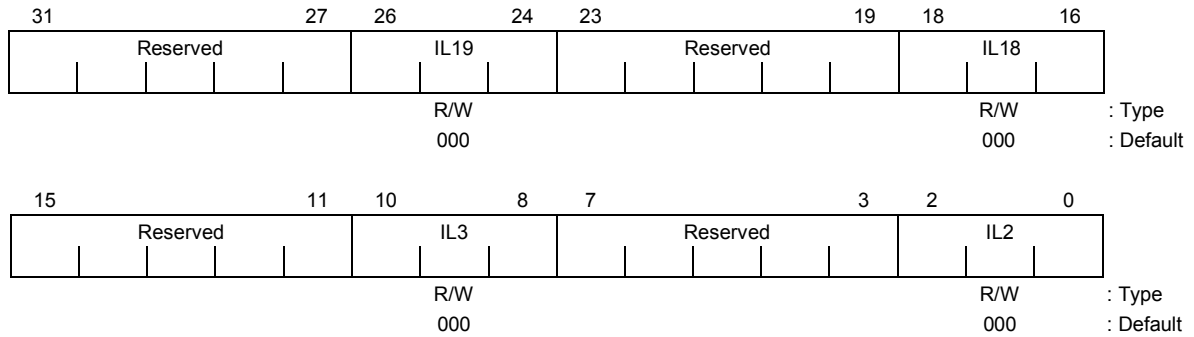 31 27 26 24 23 19 18 16
Reserved IL19 Reserved IL18
R/W R/W : Type
000 000 : Default
15 11 10 8 7 3 2 0
Reserved IL3 Reserved IL2
R/W R/W : Type
000 000 : Default